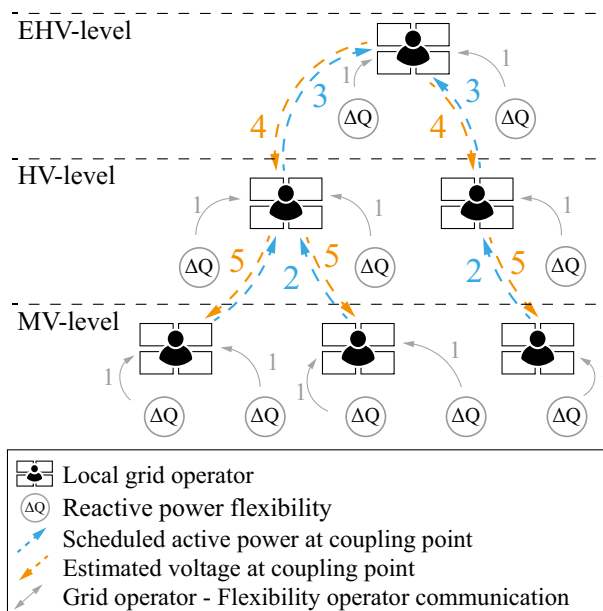 EHV-level
1
1
3
3
ΔQ
ΔQ
4
4
HV-level
1
1
1
ΔQ
ΔQ
ΔQ
5
2
5
2
5
MV-level
1
1
1
1
1
ΔQ
ΔQ
ΔQ
ΔQ
ΔQ
Local grid operator
ΔQ Reactive power flexibility
Scheduled active power at coupling point
Estimated voltage at coupling point
Grid operator - Flexibility operator communication